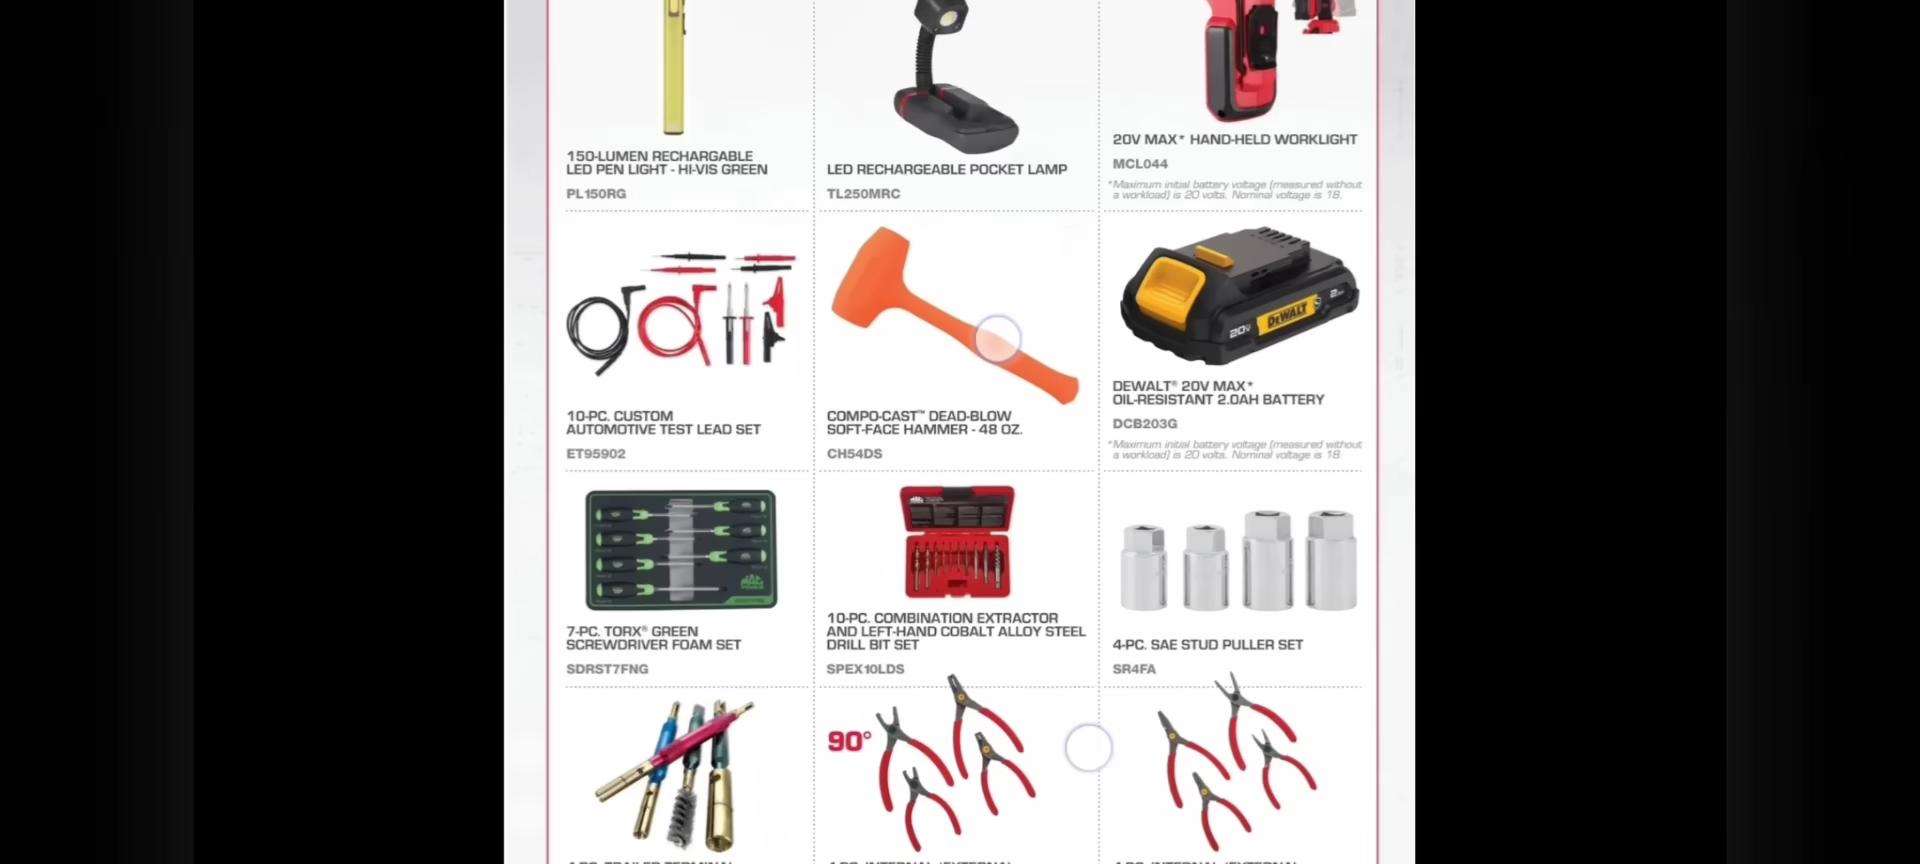 150-LUMEN RECHARGABLE
LED PEN LIGHT - HI-VIS GREEN
PL150RG
LED RECHARGEABLE POCKET LAMP
TL250MRC
20V MAX* HAND-HELD WORKLIGHT
MCL044
*Maximum initial battery voltage (measured without
a workload) is 20 volts. Nominal voltage is 18.
10-PC. CUSTOM
AUTOMOTIVE TEST LEAD SET
ET95902
COMPO-CAST™ DEAD-BLOW
SOFT-FACE HAMMER - 48 OZ.
CH54DS
20V
DEWALT
DEWALT® 20V MAX*
OIL-RESISTANT 2.0AH BATTERY
DCB203G
*Maximum initial battery voltage (measured without
a workload) is 20 volts. Nominal voltage is 18.
7-PC. TORX® GREEN
SCREWDRIVER FOAM SET
SDRST7FNG
10-PC. COMBINATION EXTRACTOR
AND LEFT-HAND COBALT ALLOY STEEL
DRILL BIT SET
SPEX10LDS
4-PC. SAE STUD PULLER SET
SR4FA
90°